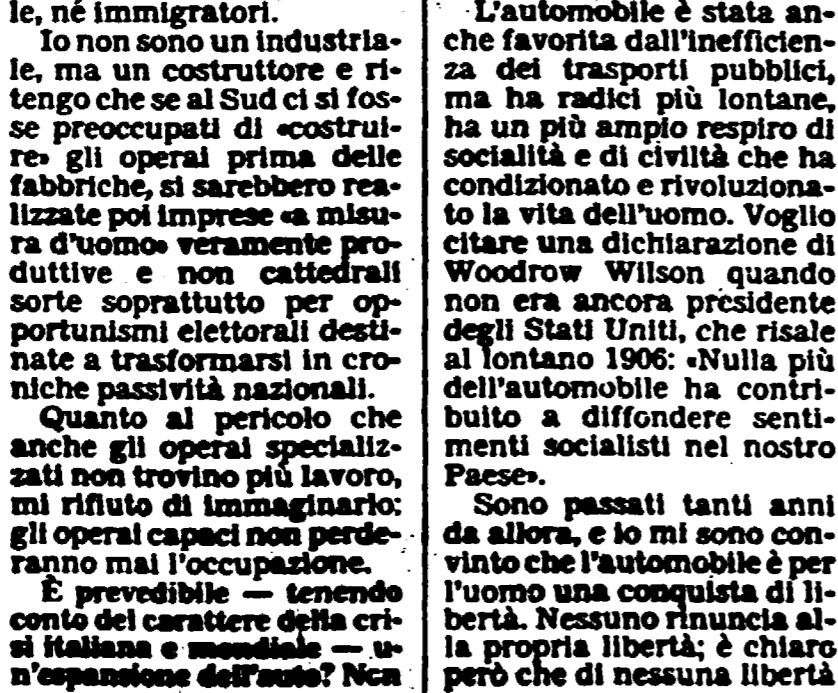 le, né immigratori.
Io non sono un industria-
le, ma un costruttore e ri-
tengo che se al Sud ci si fos-
se preoccupati di «costrui-
re» gli operai prima delle
fabbriche, si sarebbero rea-
lizzate poi imprese «a misu-
ra d'uomo» veramente pro-
duttive e non cattedrali
sorte soprattutto per op-
portunismi elettorali desti-
nate a trasformarsi in cro-
niche passività nazionali.
Quanto al pericolo che
anche gli operai specializ-
zati non trovino più lavoro,
mi rifiuto di immaginarlo:
gli operai capaci non perde-
ranno mai l'occupazione.
È prevedibile — tenendo
conto del carattere della cri-
si italiana e mondiale — u-
n'espansione dell'auto? Non
L'automobile è stata an-
che favorita dall'inefficien-
za dei trasporti pubblici,
ma ha radici più lontane,
ha un più ampio respiro di
socialità e di civiltà che ha
condizionato e rivoluziona-
to la vita dell'uomo. Voglio
citare una dichiarazione di
Woodrow Wilson quando
non era ancora presidente
degli Stati Uniti, che risale
al lontano 1906: «Nulla più
dell'automobile ha contri-
buito a diffondere senti-
menti socialisti nel nostro
Paese».
Sono passati tanti anni
da allora, e io mi sono con-
vinto che l'automobile è per
l'uomo una conquista di li-
bertà. Nessuno rinuncia al-
la propria libertà; è chiaro
però che di nessuna libertà